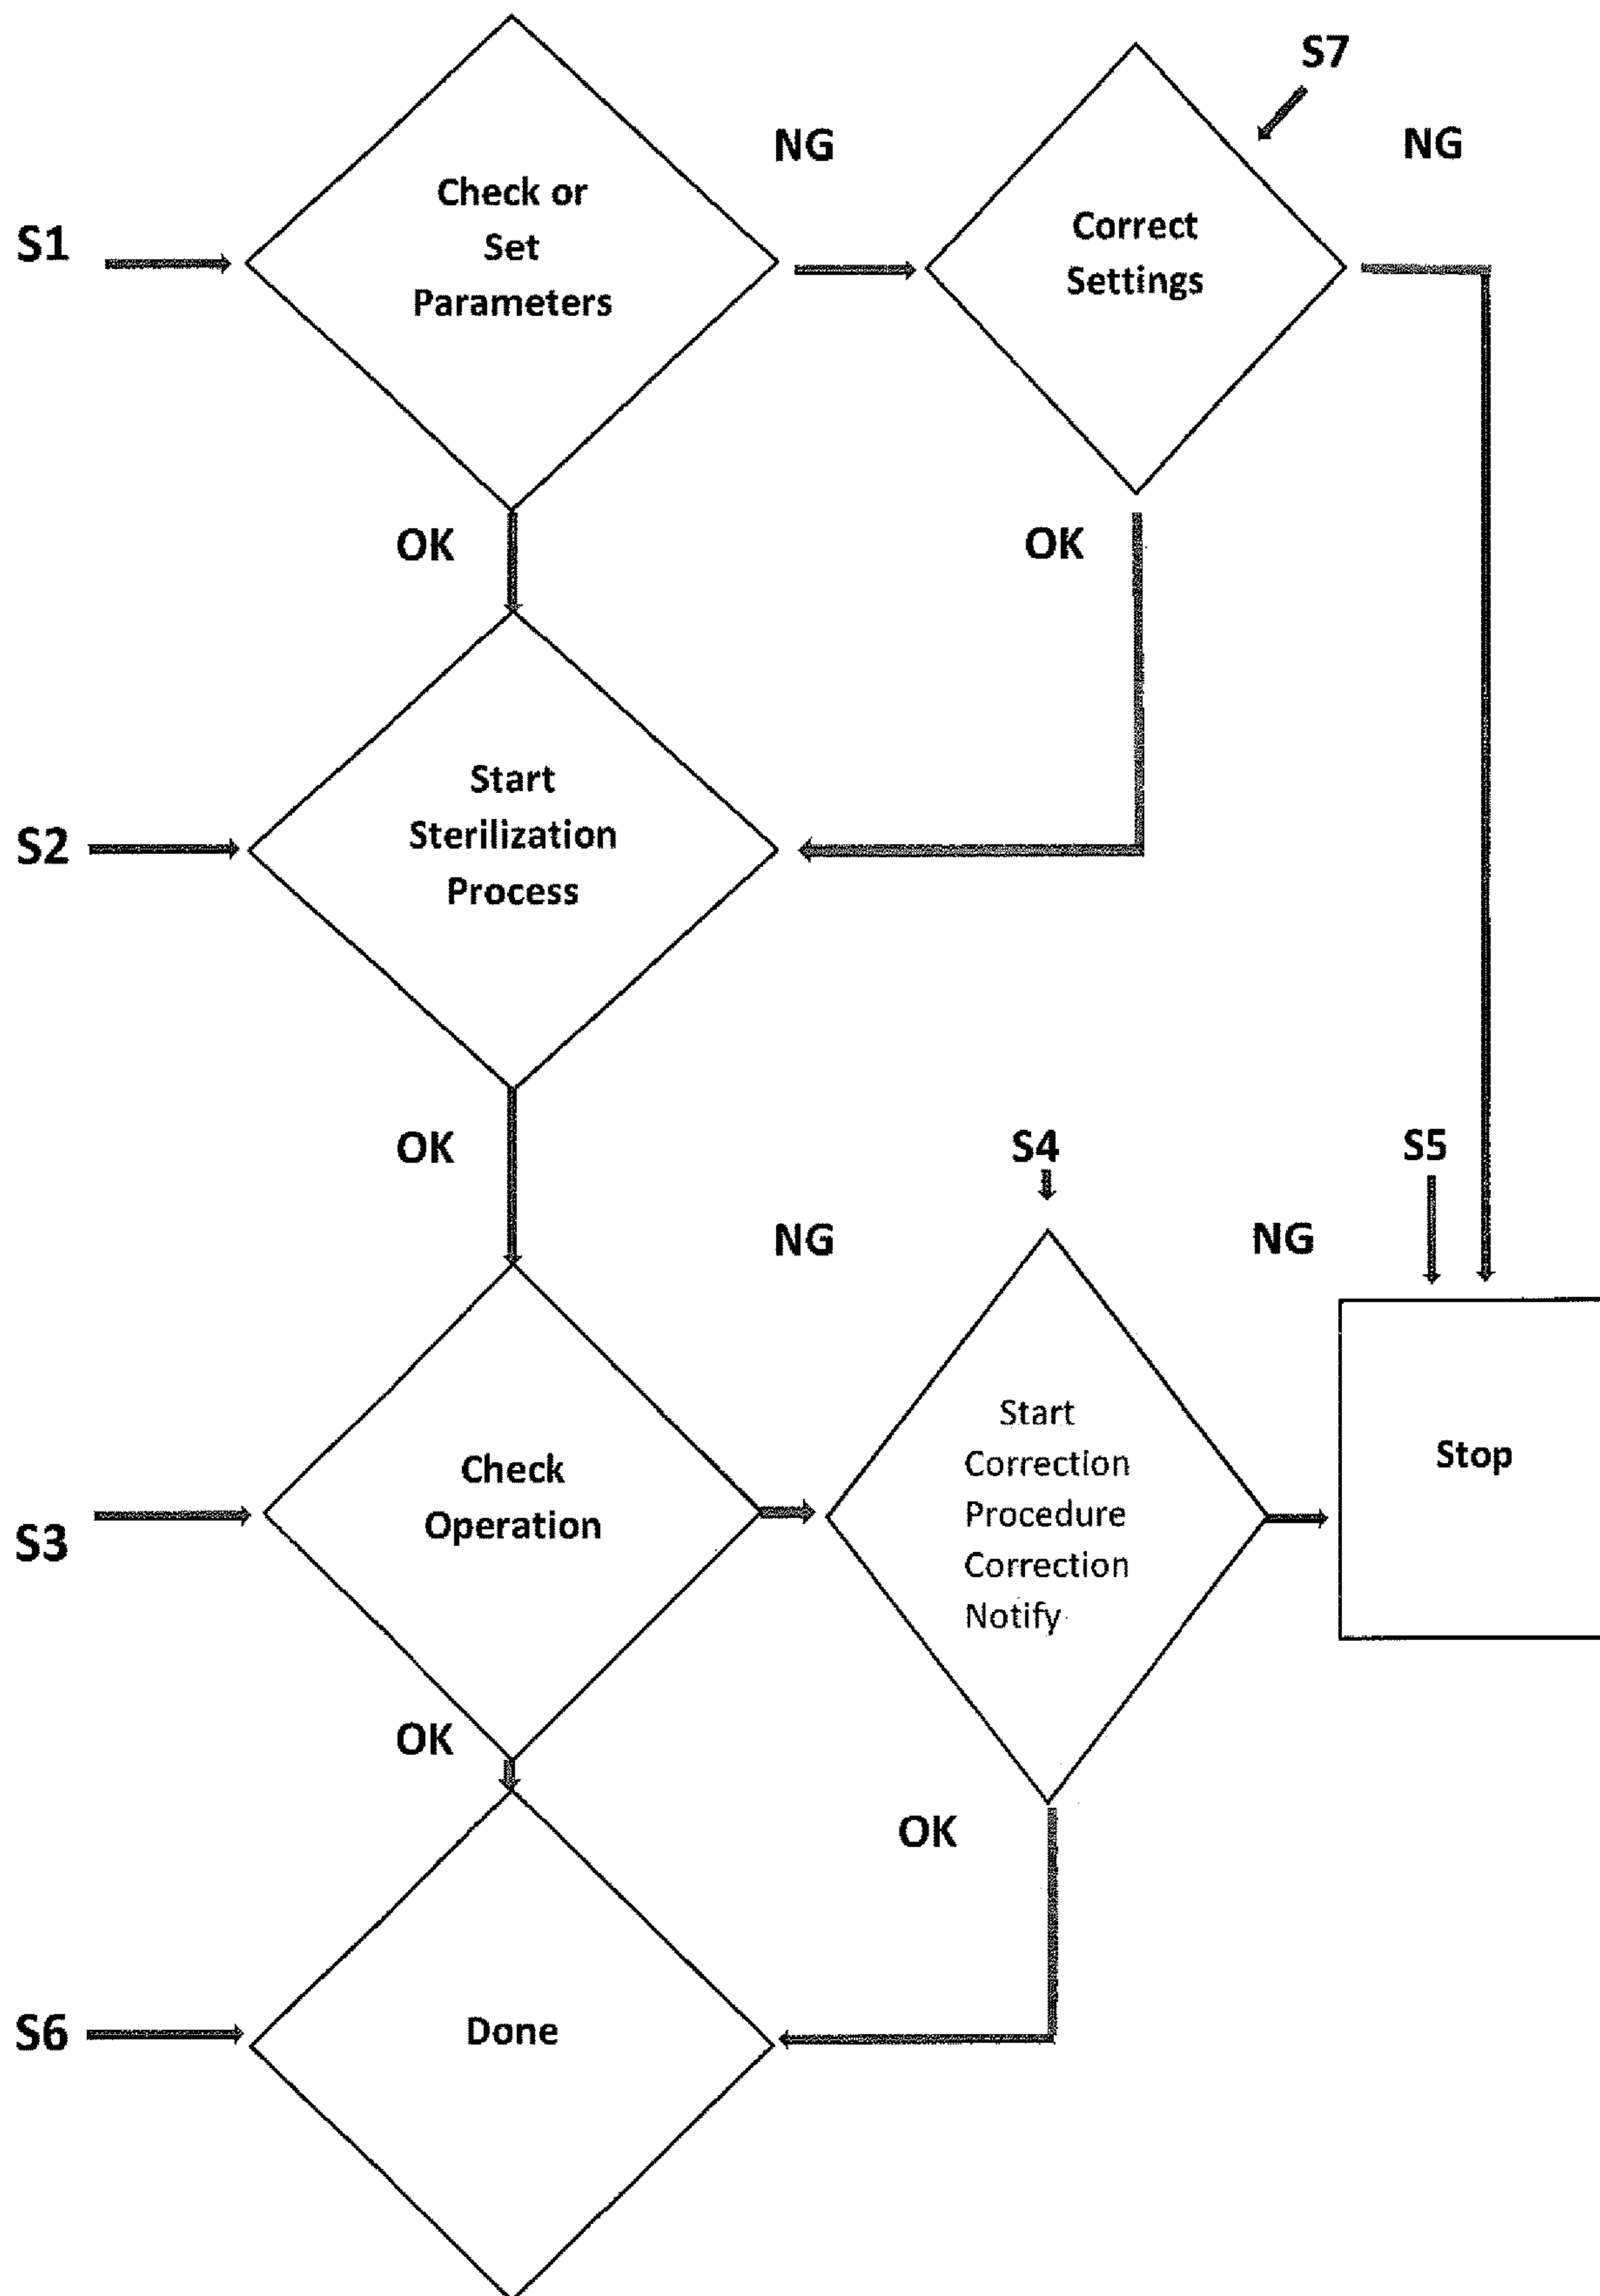 S7
NG
NG
Check or
Set
Parameters
Correct
Settings
S1
OK
OK
Start
Sterilization
Process
S2
OK
S4
S5
NG
NG
Start
Correction
Procedure
Correction
Notify
Stop
Check
Operation
S3
OK
OK
Done
S6